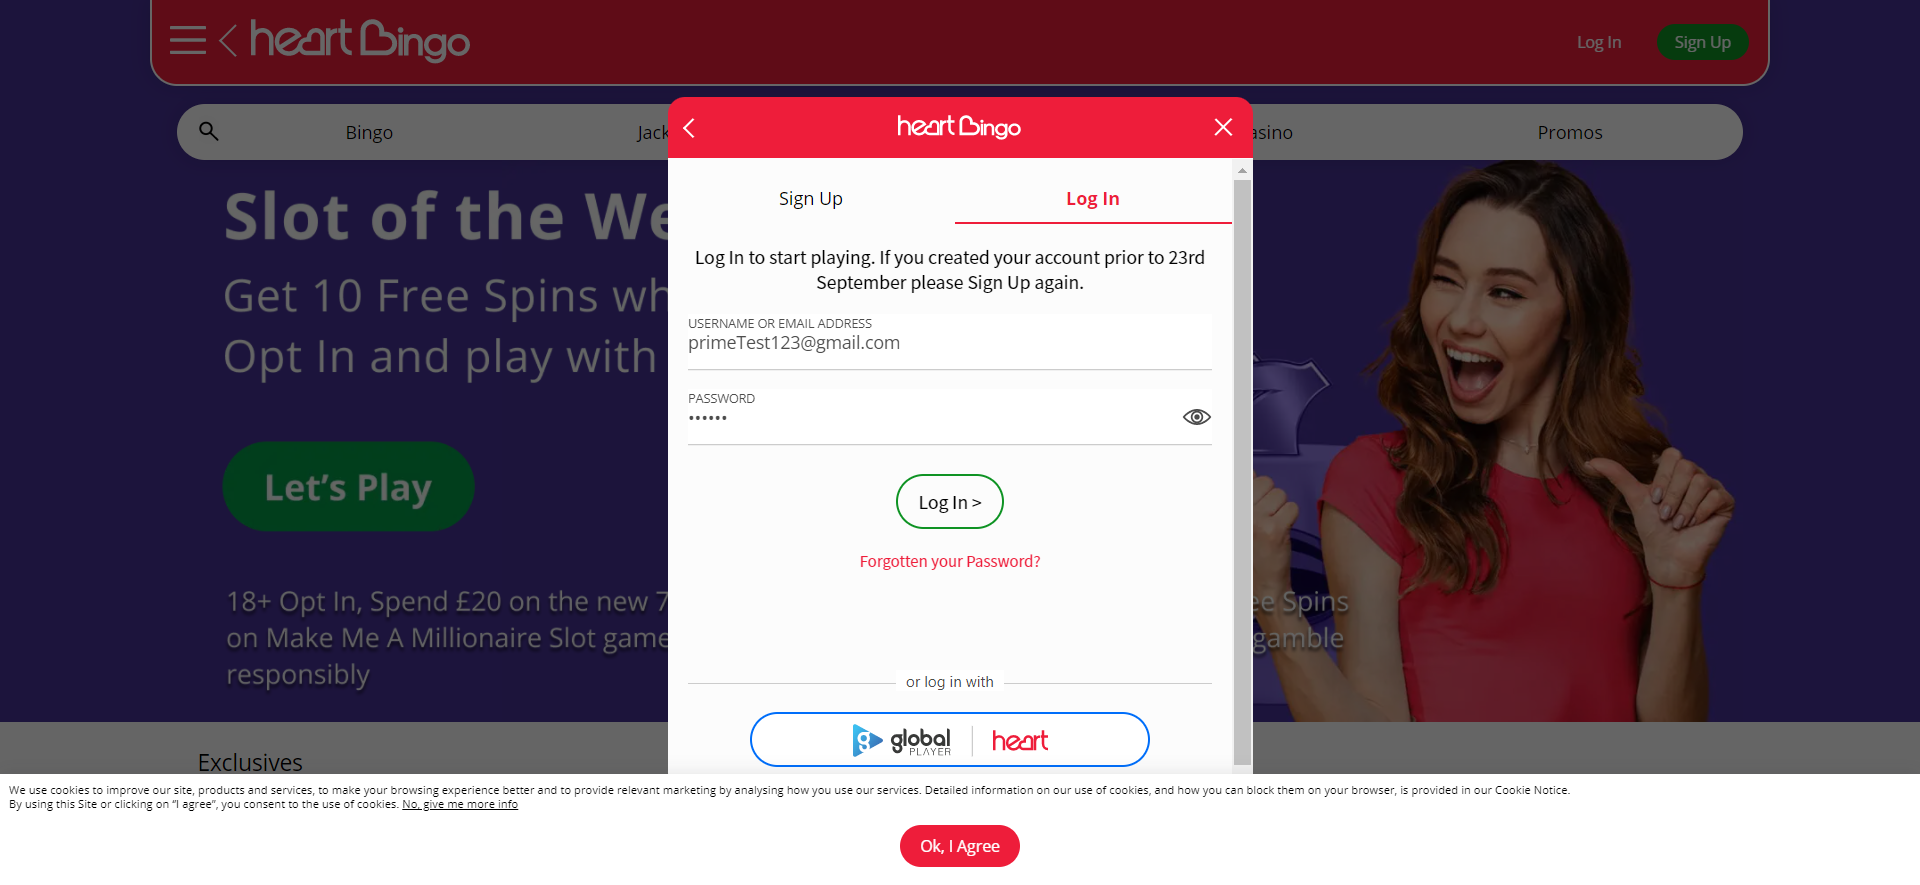 heart Bingo
Log In
Sign Up
Bingo
Jack
asino
Promos
heart Bingo
Sign Up
Log In
Log In to start playing. If you created your account prior to 23rd
September please Sign Up again.
USERNAME OR EMAIL ADDRESS
primeTest123@gmail.com
PASSWORD
••••••
Log In >
Forgotten your Password?
or log in with
global
PLAYER
heart
Slot of the We
Get 10 Free Spins wh
Opt In and play with
Let's Play
18+ Opt In, Spend £20 on the new 7
ee Spins
on Make Me A Millionaire Slot game
gamble
responsibly
Exclusives
We use cookies to improve our site, products and services, to make your browsing experience better and to provide relevant marketing by analysing how you use our services. Detailed information on our use of cookies, and how you can block them on your browser, is provided in our Cookie Notice.
By using this Site or clicking on “I agree”, you consent to the use of cookies. No, give me more info
Ok, I Agree